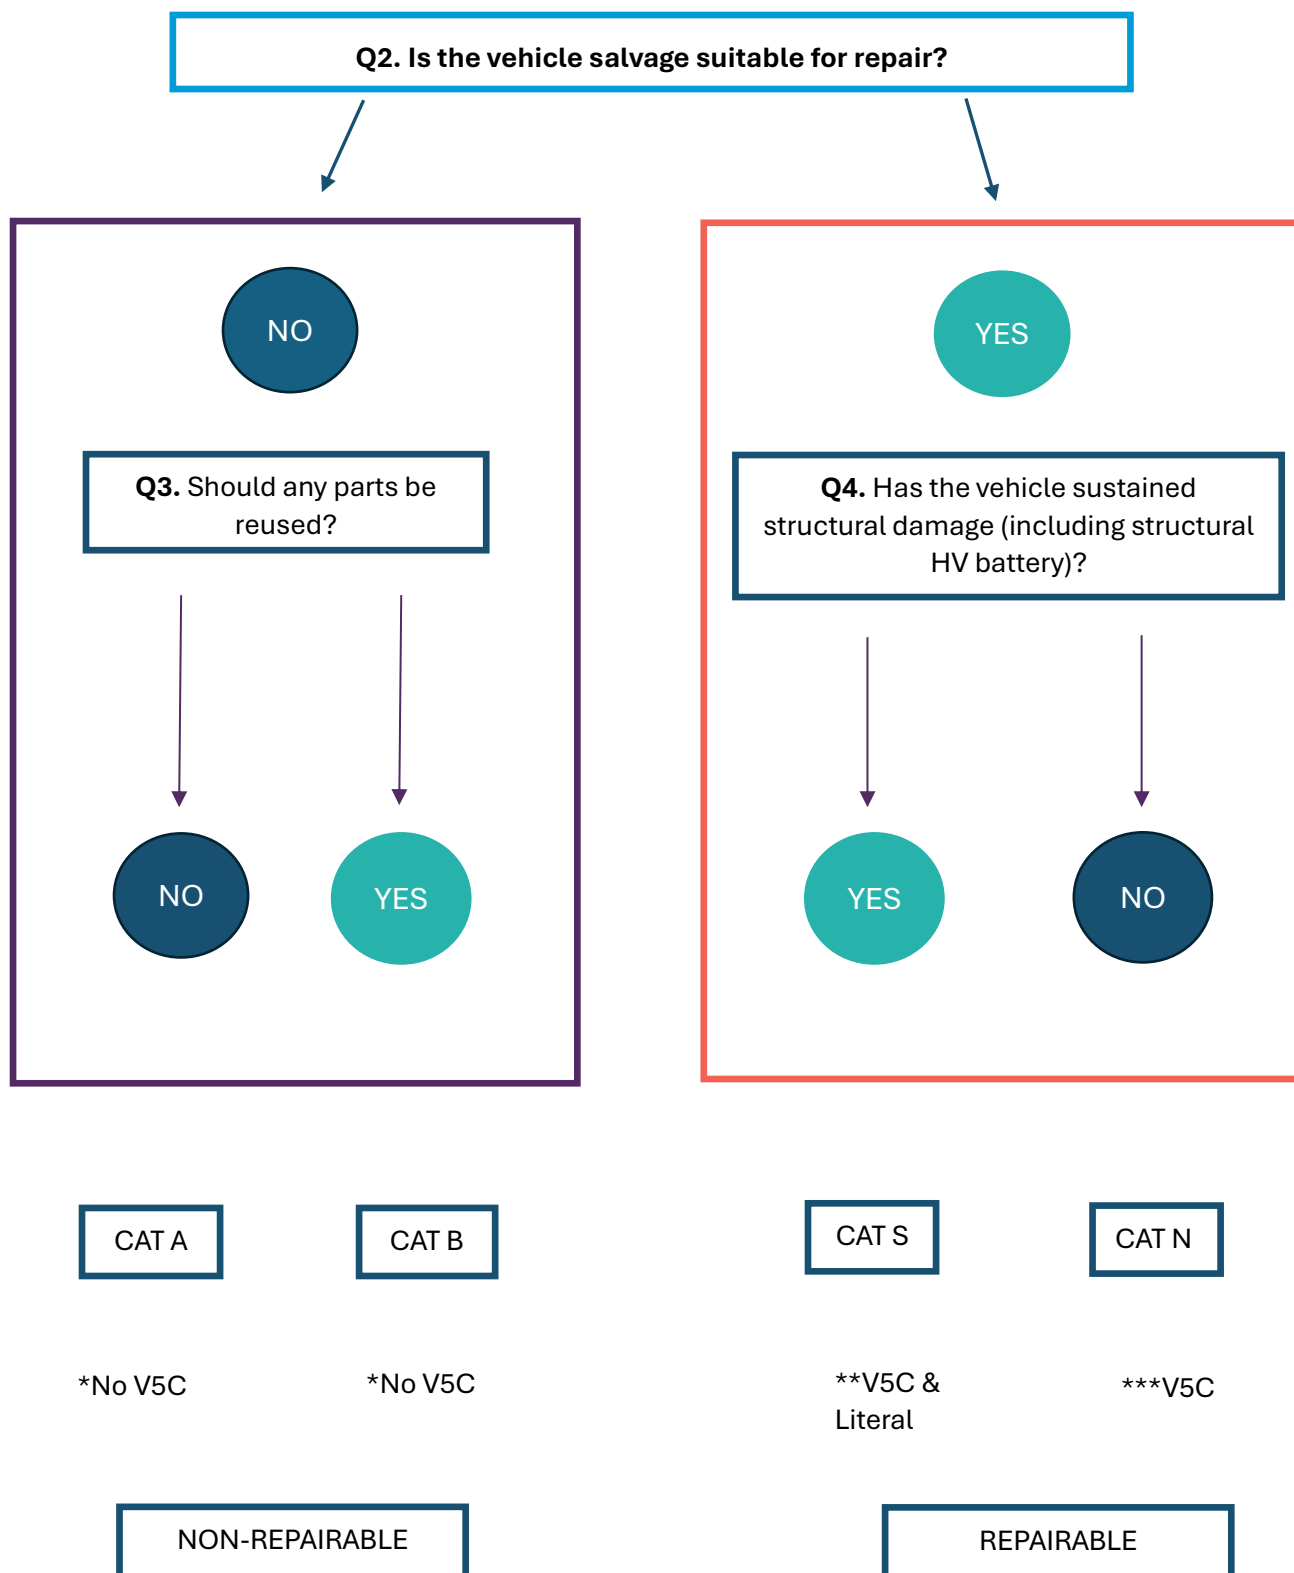 Q2. Is the vehicle salvage suitable for repair?
NO
YES
Q3. Should any parts be
reused?
Q4. Has the vehicle sustained
structural damage (including structural
HV battery)?
NO
YES
YES
NO
CAT A
CAT B
CAT S
CAT N
*No V5C
*No V5C
**V5C &
Literal
***V5C
NON-REPAIRABLE
REPAIRABLE